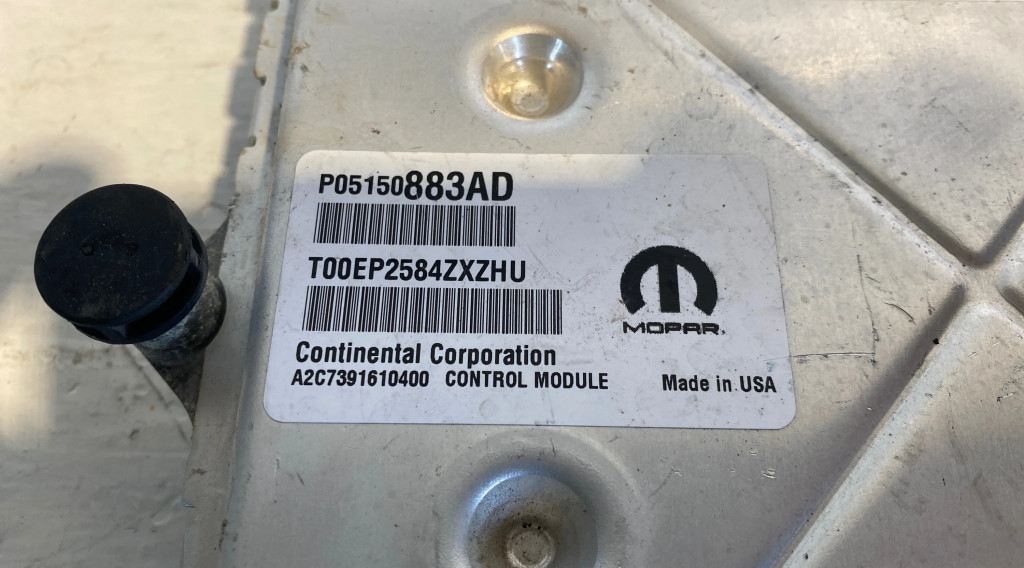 P05150883AD
T00EP2584ZXZHU
MOPAR.
Continental Corporation
A2C7391610400 CONTROL MODULE Made in USA